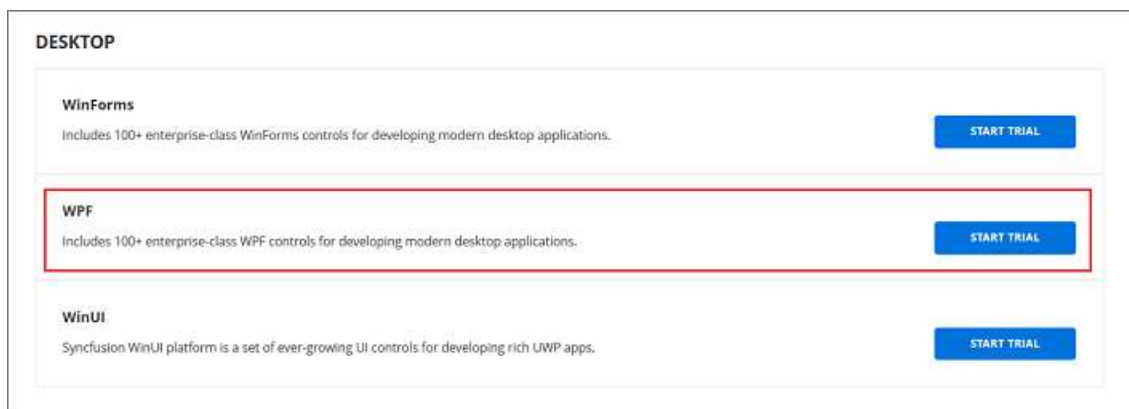 DESKTOP
WinForms
Includes 100+ enterprise-class WinForms controls for developing modern desktop applications.
START TRIAL
WPF
Includes 100+ enterprise-class WPF controls for developing modern desktop applications.
START TRIAL
WinUI
Syncfusion WinUI platform is a set of ever-growing UI controls for developing rich UWP apps.
START TRIAL